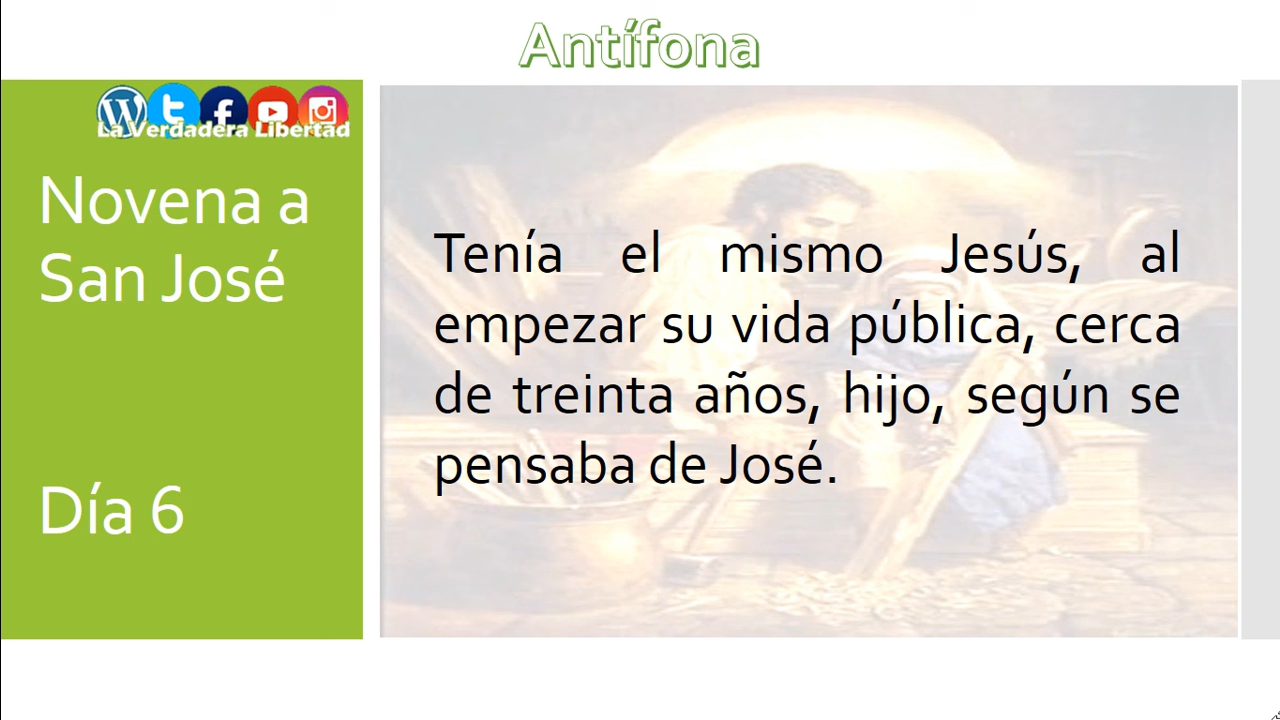 Antífona
La Verdadera Libertad
Novena a
San José
Día 6
Tenía el mismo Jesús, al
empezar su vida pública, cerca
de treinta años, hijo, según se
pensaba de José.